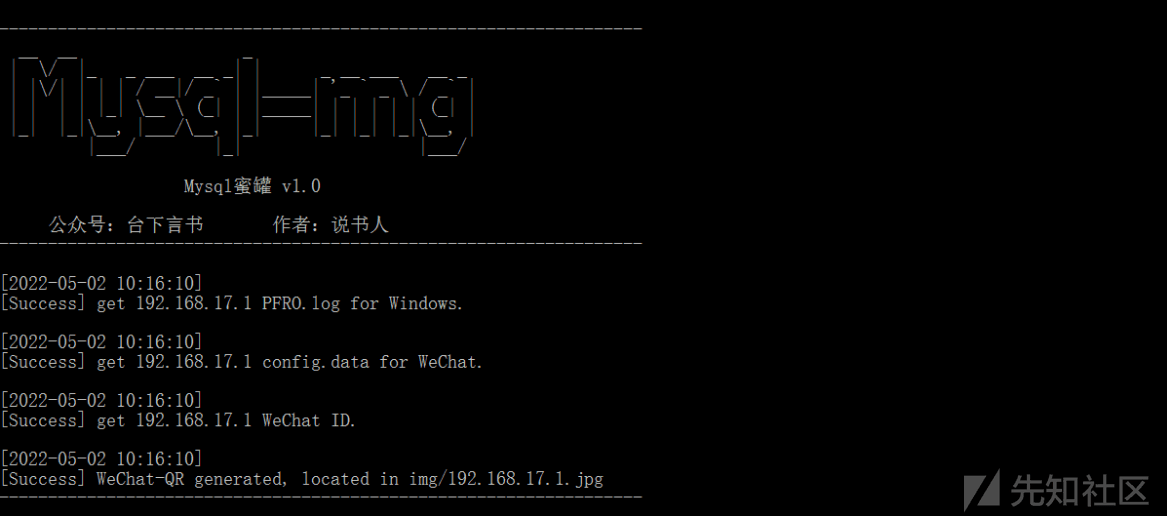 Mysql-mg
Mysql蜜罐 v1.0
公众号：台下言书 作者：说书人
[2022-05-02 10:16:10]
[Success] get 192.168.17.1 PFRO.log for Windows.
[2022-05-02 10:16:10]
[Success] get 192.168.17.1 config.data for WeChat.
[2022-05-02 10:16:10]
[Success] get 192.168.17.1 WeChat ID.
[2022-05-02 10:16:10]
[Success] WeChat-QR generated, located in img/192.168.17.1.jpg
先知社区